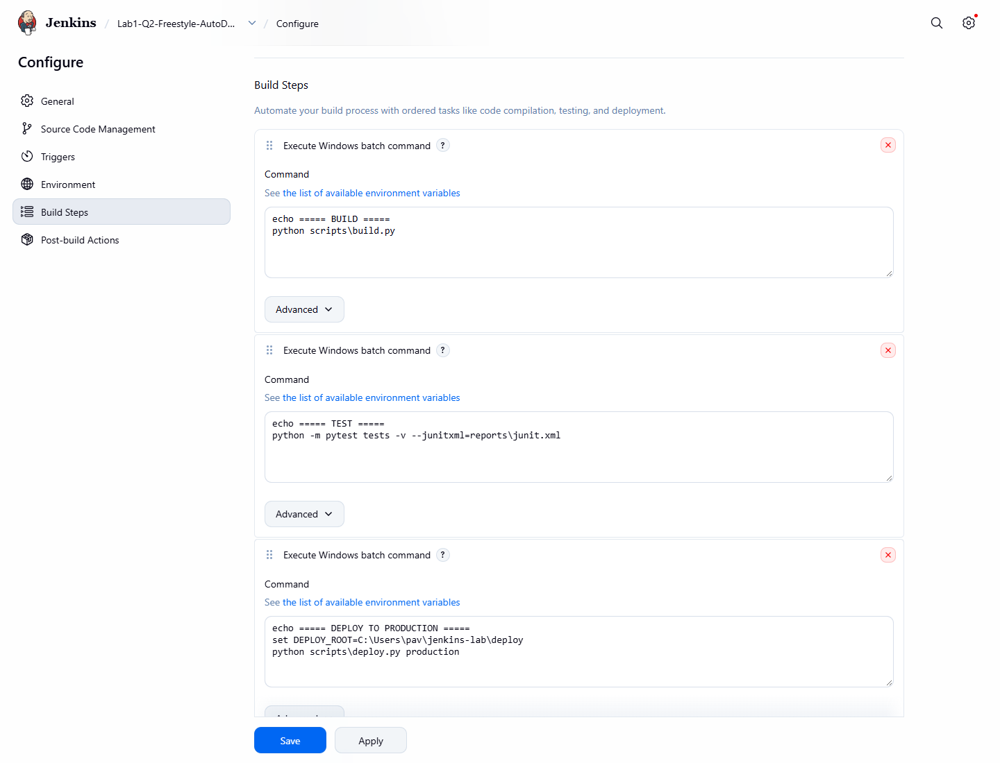 Jenkins / Lab1-Q2-Freestyle-AutoD... / Configure
Configure
General
Source Code Management
Triggers
Environment
Build Steps
Post-build Actions
Build Steps
Automate your build process with ordered tasks like code compilation, testing, and deployment.
Execute Windows batch command ?
Command
See the list of available environment variables
echo ===== BUILD =====
python scripts\build.py
Advanced
Execute Windows batch command ?
Command
See the list of available environment variables
echo ===== TEST =====
python -m pytest tests -v --junitxml=reports\junit.xml
Advanced
Execute Windows batch command ?
Command
See the list of available environment variables
echo ===== DEPLOY TO PRODUCTION =====
set DEPLOY_ROOT=C:\Users\pav\jenkins-lab\deploy
python scripts\deploy.py production
Save
Apply